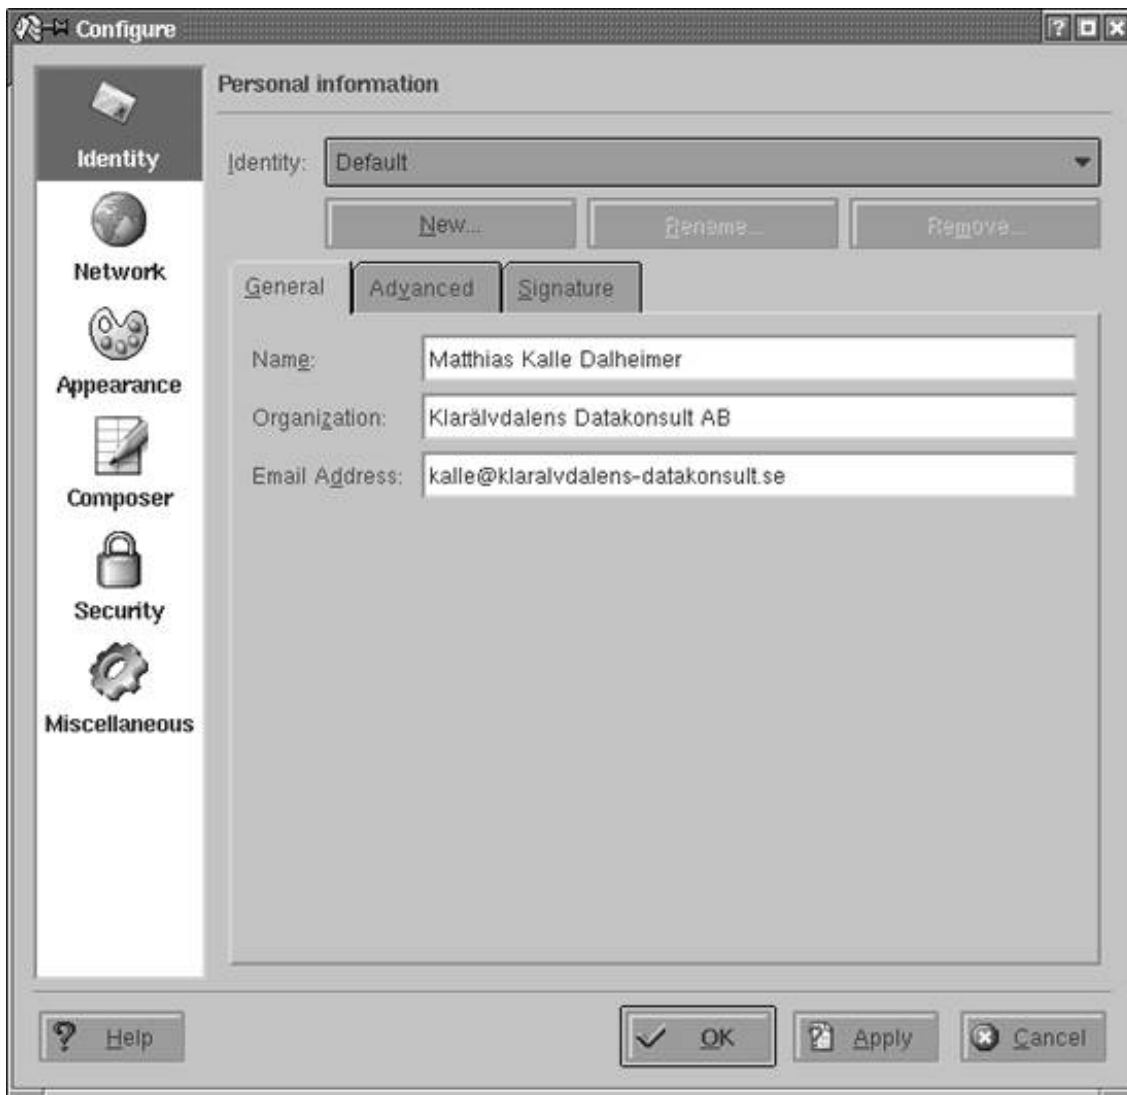 Configure
Identity
Network
Appearance
Composer
Security
Miscellaneous
Personal information
Identity: Default
New... Rename... Remove...
General Advanced Signature
Name: Matthias Kalle Dalheimer
Organization: Klarälvdalens Datakonsult AB
Email Address: kalle@klaralvdalens-datakonsult.se
Help OK Apply Cancel